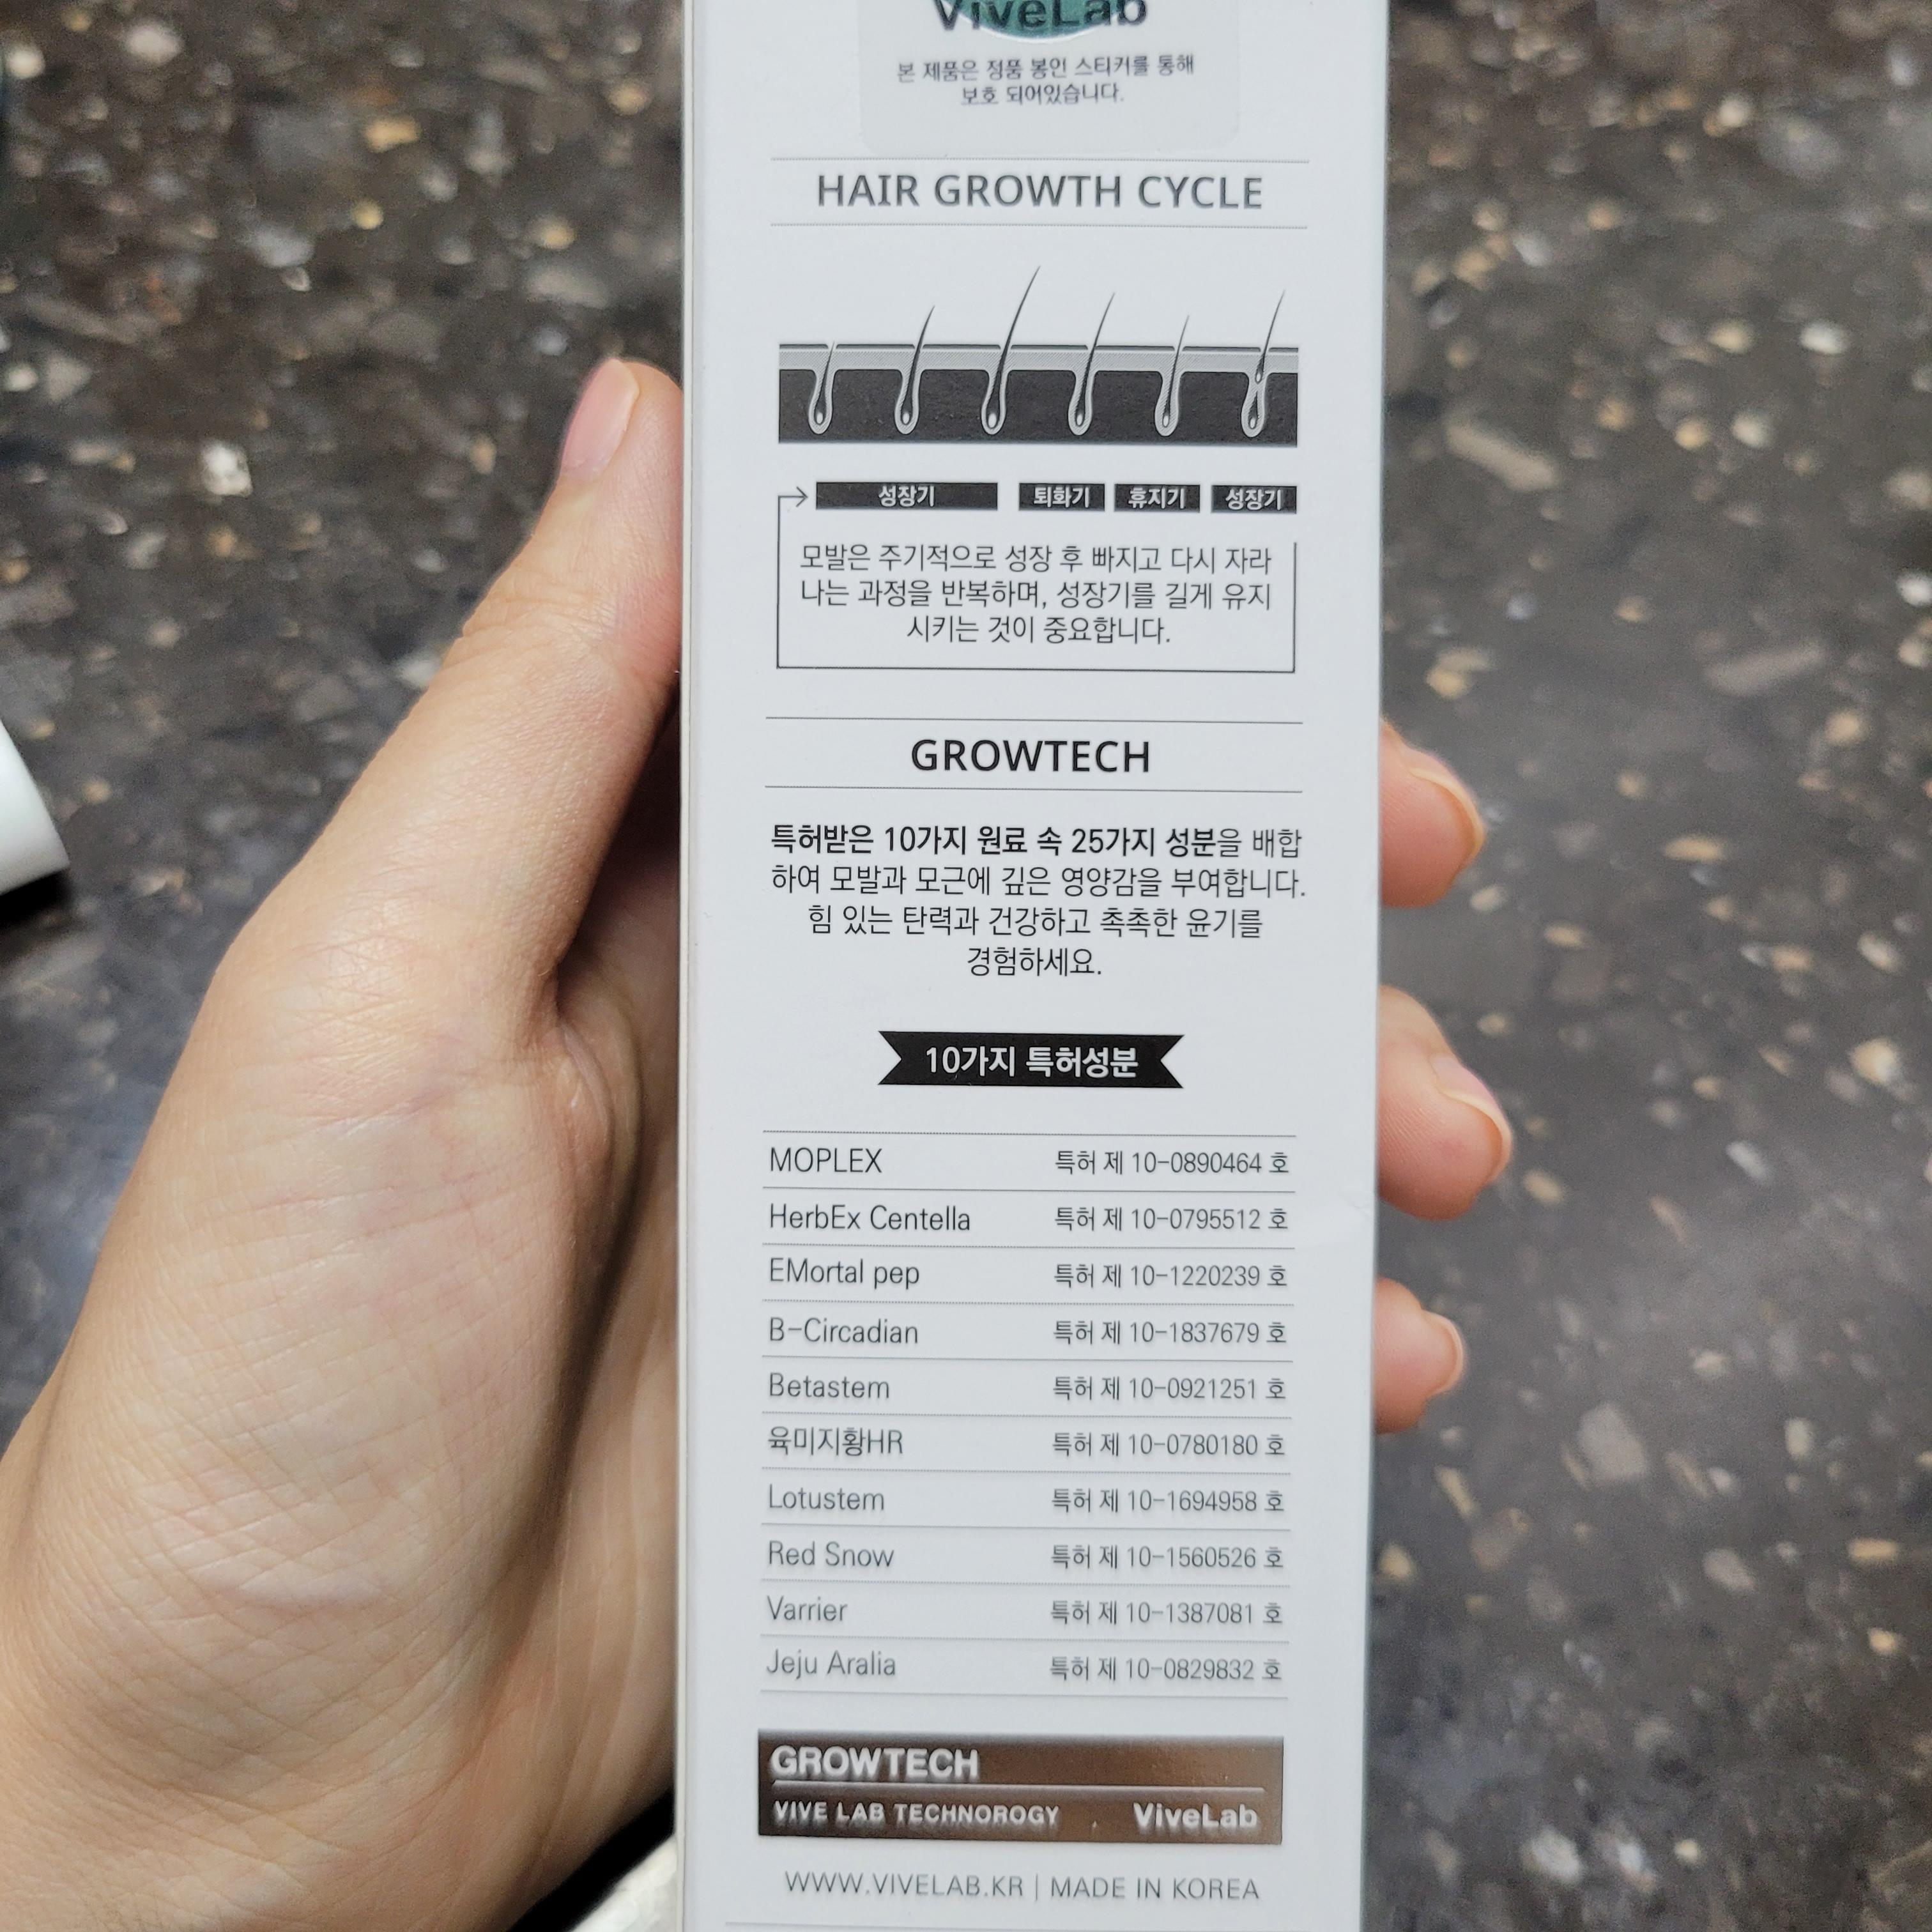 ViveLab
본 제품은 정품 봉인 스티커를 통해
보호 되어있습니다.
HAIR GROWTH CYCLE
성장기 퇴화기 휴지기 성장기
모발은 주기적으로 성장 후 빠지고 다시 자라
나는 과정을 반복하며, 성장기를 길게 유지
시키는 것이 중요합니다.
GROWTECH
특허받은 10가지 원료 속 25가지 성분을 배합
하여 모발과 모근에 깊은 영양감을 부여합니다.
힘 있는 탄력과 건강하고 촉촉한 윤기를
경험하세요.
10가지 특허성분
MOPLEX 특허 제 10-0890464 호
HerbEx Centella 특허 제 10-0795512 호
EMortal pep 특허 제 10-1220239 호
B-Circadian 특허 제 10-1837679 호
Betastem 특허 제 10-0921251 호
육미지황HR 특허 제 10-0780180 호
Lotustem 특허 제 10-1694958 호
Red Snow 특허 제 10-1560526 호
Varrier 특허 제 10-1387081 호
Jeju Aralia 특허 제 10-0829832 호
GROWTECH
VIVE LAB TECHNOROGY ViveLab
WWW.VIVELAB.KR | MADE IN KOREA